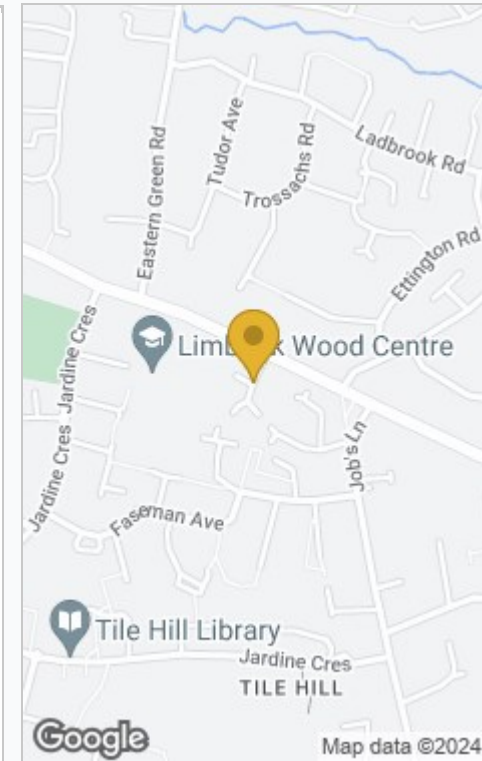 Ladbrook Rd
Tudor Ave
Trossachs Rd
Eastern Green Rd
Ettington Rd
Jardine Cres
Wood Centre
Job's Ln
Jardine Cres
Faseman Ave
Tile Hill Library
Jardine Cres
TILE HILL
Google
Map data ©2024